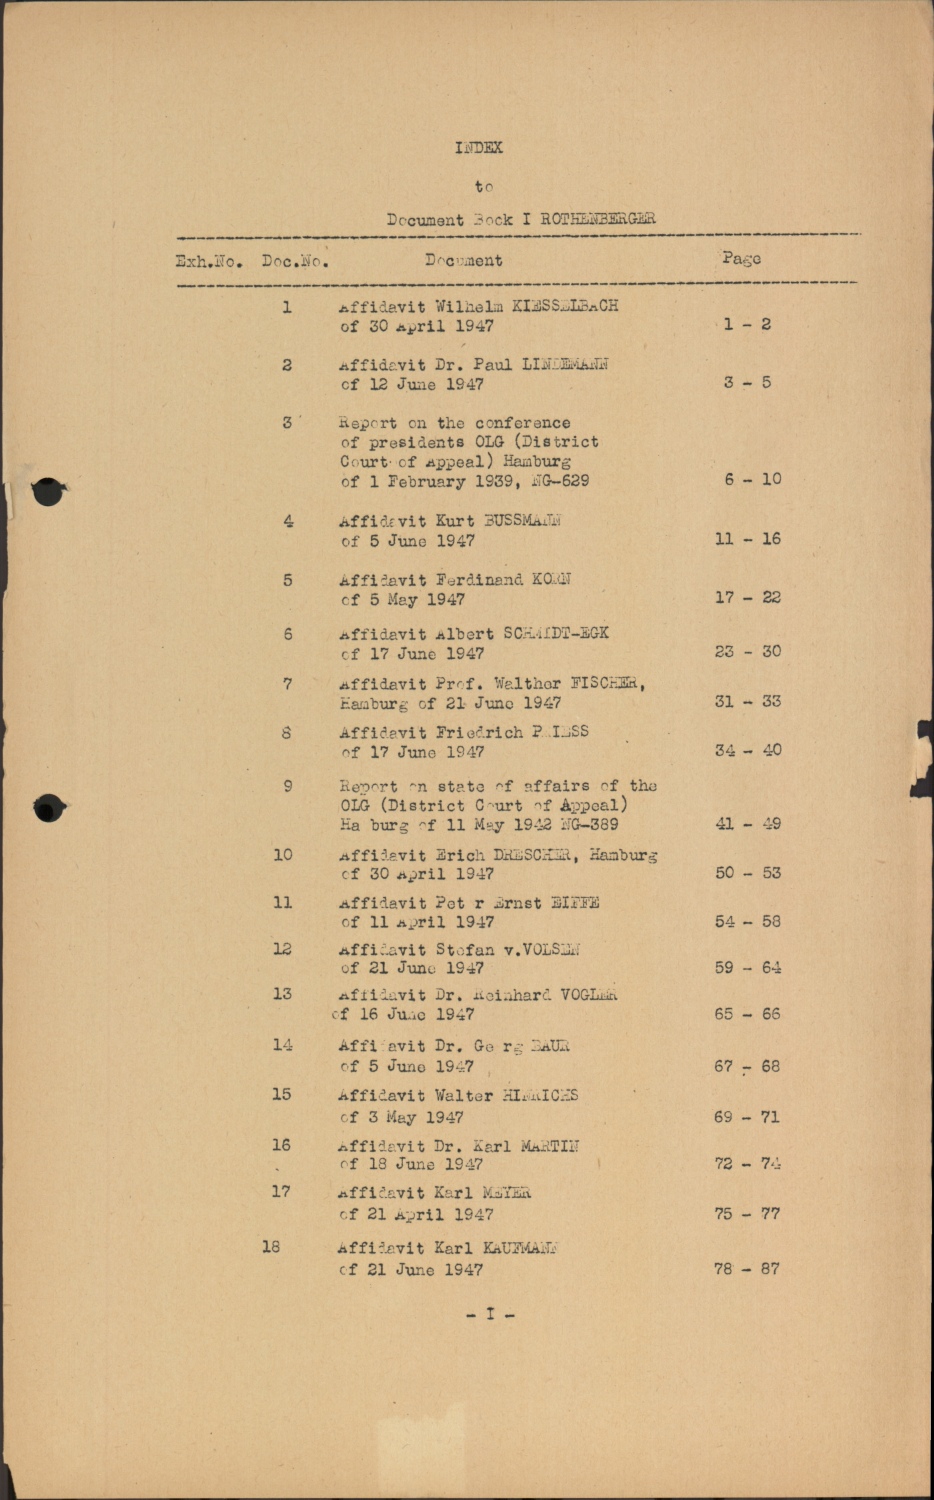 INDEX
to
Document Book I ROTHENBERGER
Exh.No. Doc.No. Document Page
1 Affidavit Wilhelm KIESSELBACH
of 30 April 1947 1 - 2
2 Affidavit Dr. Paul LINDEMANN
of 12 June 1947 3 - 5
3 Report on the conference
of presidents OLG (District
Court of Appeal) Hamburg
of 1 February 1939, NG-629 6 - 10
4 Affidavit Kurt BUSSMANN
of 5 June 1947 11 - 16
5 Affidavit Ferdinand KORN
of 5 May 1947 17 - 22
6 Affidavit Albert SCHMIDT-EGK
of 17 June 1947 23 - 30
7 Affidavit Prof. Walther FISCHER,
Hamburg of 21 June 1947 31 - 33
8 Affidavit Friedrich PRIESS
of 17 June 1947 34 - 40
9 Report on state of affairs of the
OLG (District Court of Appeal)
Ha burg of 11 May 1942 NG-389 41 - 49
10 Affidavit Erich DRESCHER, Hamburg
of 30 April 1947 50 - 53
11 Affidavit Pet r Ernst EIFFE
of 11 April 1947 54 - 58
12 Affidavit Stefan v.VOLSEN
of 21 June 1947 59 - 64
13 Affidavit Dr. Reinhard VOGLER
of 16 June 1947 65 - 66
14 Affi avit Dr. Ge rg BAUR
of 5 June 1947 67 - 68
15 Affidavit Walter HINRICHS
of 3 May 1947 69 - 71
16 Affidavit Dr. Karl MARTIN
of 18 June 1947 72 - 74
17 Affidavit Karl MEYER
of 21 April 1947 75 - 77
18 Affidavit Karl KAUFMANN
of 21 June 1947 78 - 87
- I -